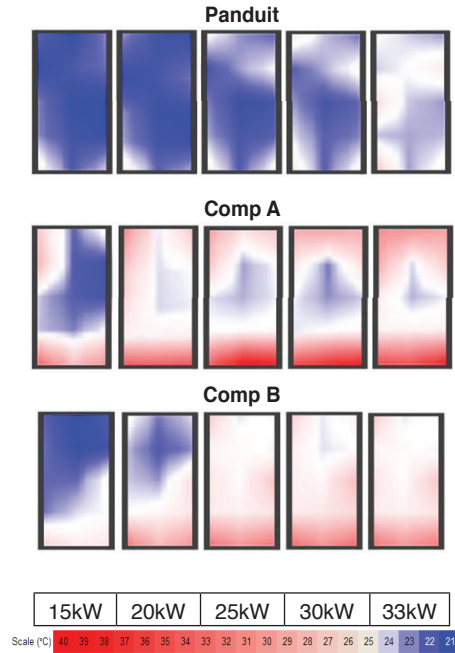 Panduit
Comp A
Comp B
15kW 20kW 25kW 30kW 33kW
Scale (°C) 40 39 38 37 36 35 34 33 32 31 30 29 28 27 26 25 24 23 22 21